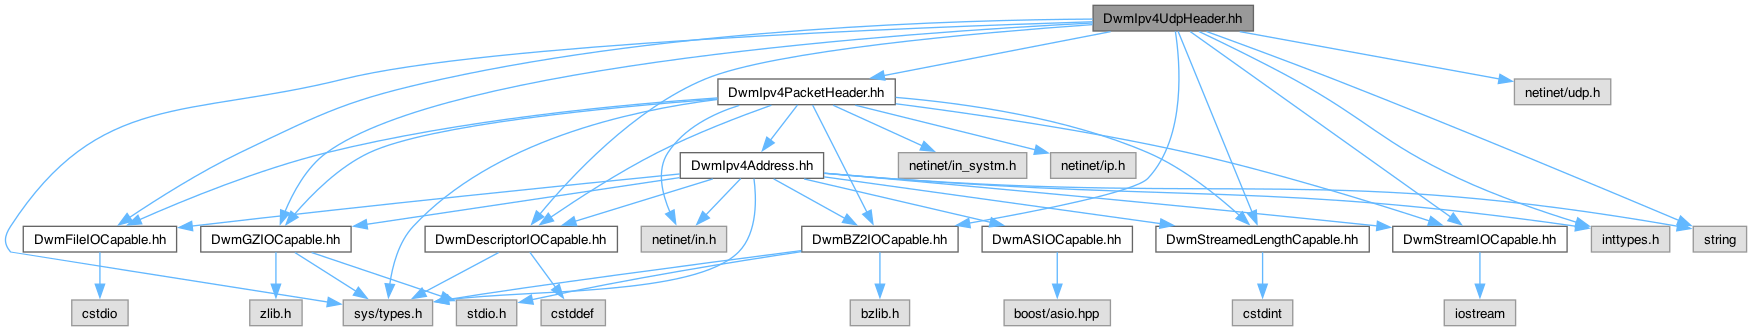 DwmIpv4UdpHeader.hh
DwmIpv4PacketHeader.hh
netinet/udp.h
DwmIpv4Address.hh
netinet/in_systm.h
netinet/ip.h
DwmFileIOCapable.hh
DwmGZIOCapable.hh
DwmDescriptorIOCapable.hh
netinet/in.h
DwmBZ2IOCapable.hh
DwmASIOCapable.hh
DwmStreamedLengthCapable.hh
DwmStreamIOCapable.hh
inttypes.h
string
cstdio
zlib.h
sys/types.h
stdio.h
cstddef
bzlib.h
boost/asio.hpp
cstdint
iostream